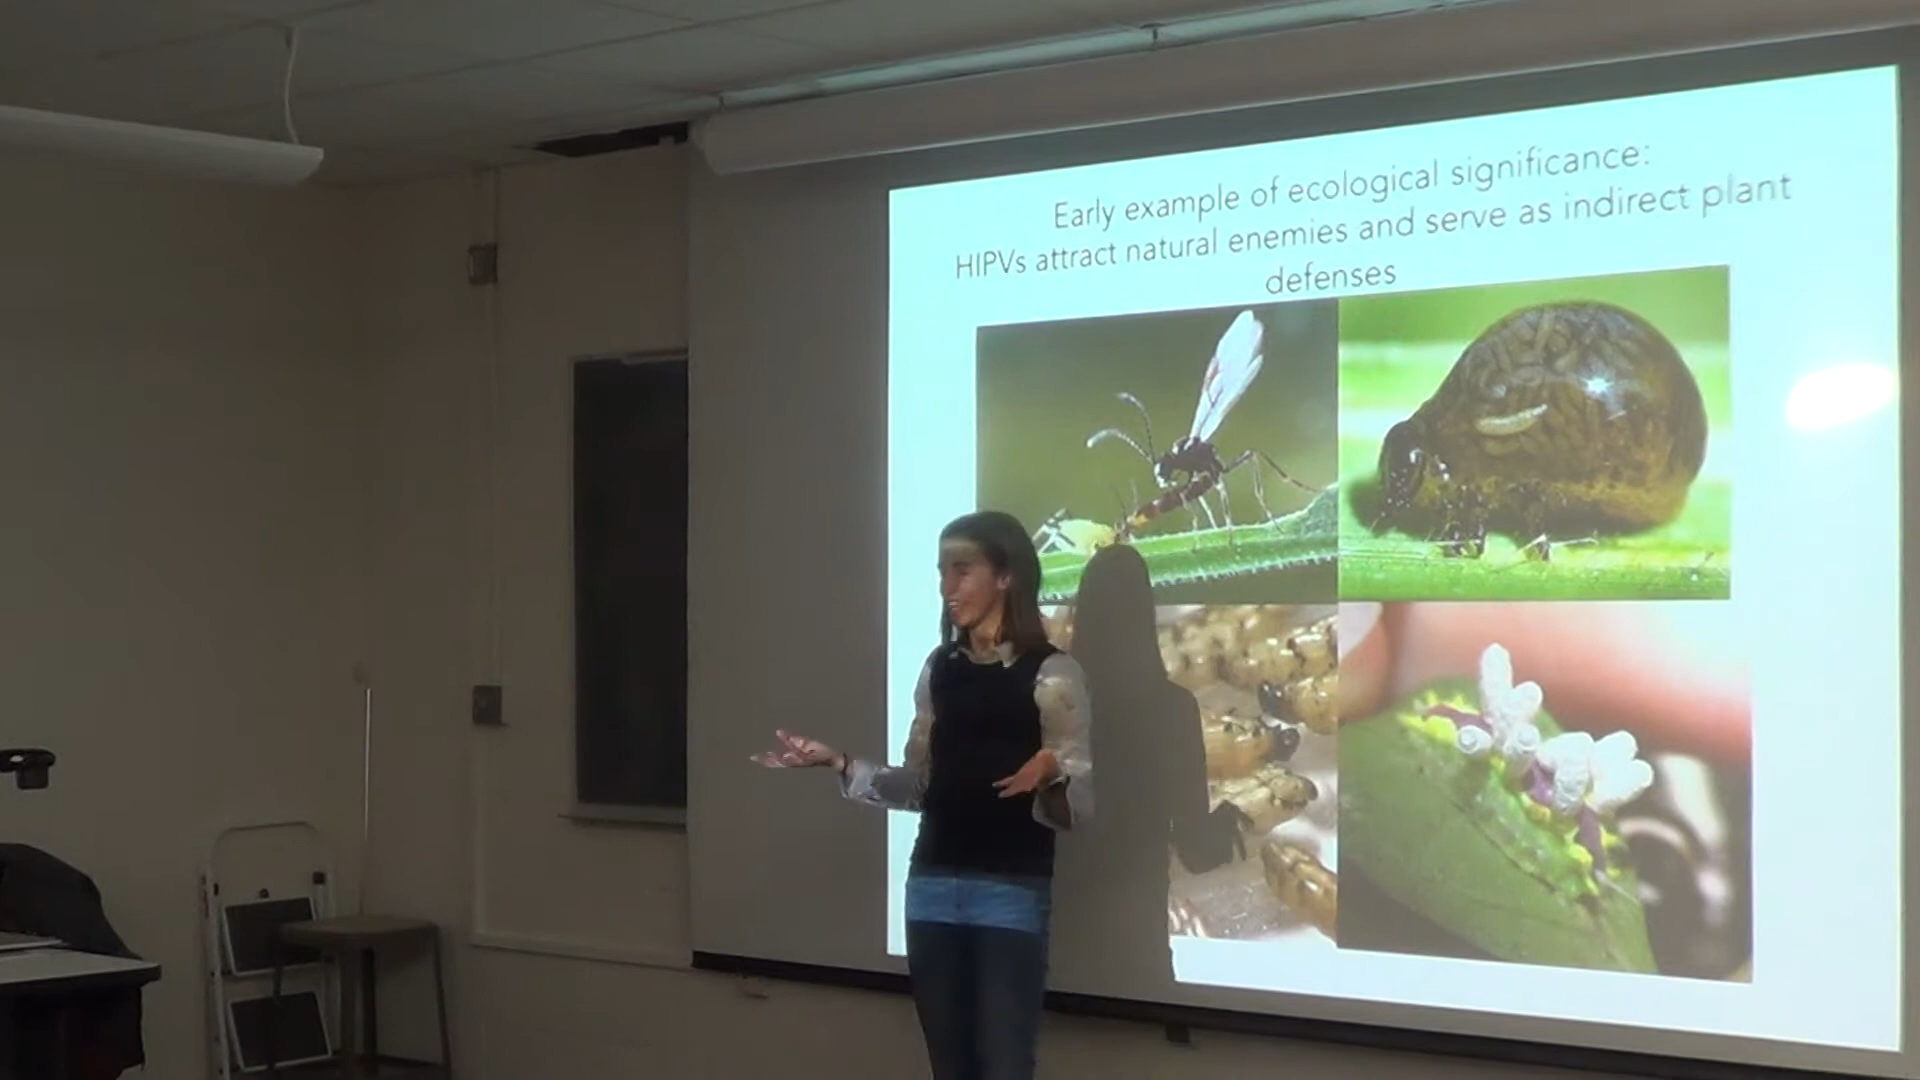 Early example of ecological significance:
HIPVs attract natural enemies and serve as indirect plant
defenses